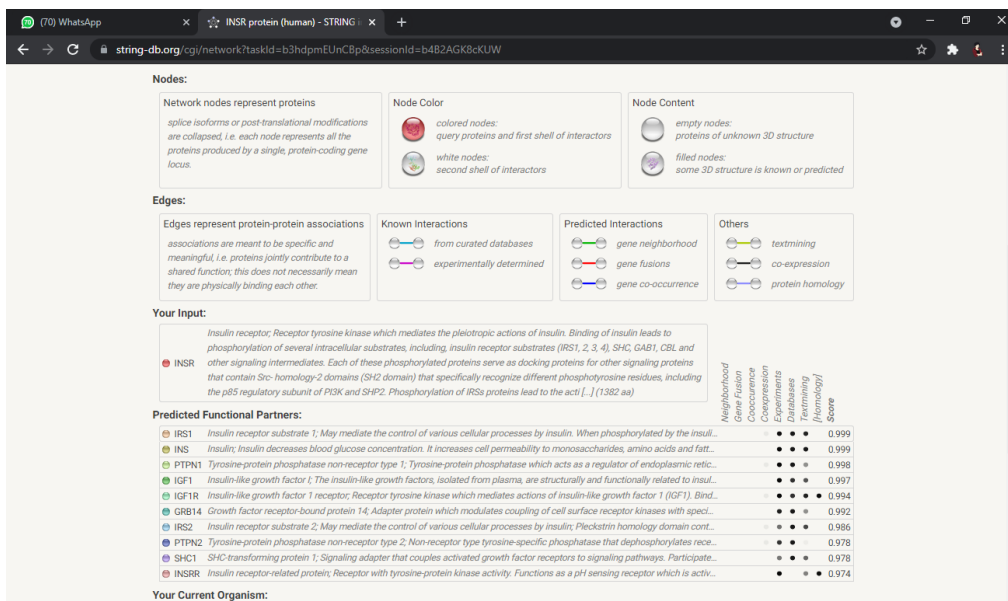 (70) WhatsApp
INSR protein (human) - STRING i
string-db.org/cgi/network?taskId=b3hdpmEUnCBp&sessionId=b4B2AGK8cKUW
Nodes:
Network nodes represent proteins
splice isoforms or post-translational modifications
are collapsed, i.e. each node represents all the
proteins produced by a single, protein-coding gene
locus.
Node Color
colored nodes:
query proteins and first shell of interactors
white nodes:
second shell of interactors
Node Content
empty nodes:
proteins of unknown 3D structure
filled nodes:
some 3D structure is known or predicted
Edges:
Edges represent protein-protein associations
associations are meant to be specific and
meaningful, i.e. proteins jointly contribute to a
shared function; this does not necessarily mean
they are physically binding each other.
Known Interactions
from curated databases
experimentally determined
Predicted Interactions
gene neighborhood
gene fusions
gene co-occurrence
Others
textmining
co-expression
protein homology
Your Input:
INSR
Insulin receptor; Receptor tyrosine kinase which mediates the pleiotropic actions of insulin. Binding of insulin leads to
phosphorylation of several intracellular substrates, including, insulin receptor substrates (IRS1, 2, 3, 4), SHC, GAB1, CBL and
other signaling intermediates. Each of these phosphorylated proteins serve as docking proteins for other signaling proteins
that contain Src- homology-2 domains (SH2 domain) that specifically recognize different phosphotyrosine residues, including
the p85 regulatory subunit of PI3K and SHP2. Phosphorylation of IRSs proteins lead to the acti [...] (1382 aa)
Neighborhood
Gene Fusion
Cooccurence
Coexpression
Experiments
Databases
Textmining
[Homology]
Score
Predicted Functional Partners:
IRS1 Insulin receptor substrate 1; May mediate the control of various cellular processes by insulin. When phosphorylated by the insuli... 0.999
INS Insulin; Insulin decreases blood glucose concentration. It increases cell permeability to monosaccharides, amino acids and fatt... 0.999
PTPN1 Tyrosine-protein phosphatase non-receptor type 1; Tyrosine-protein phosphatase which acts as a regulator of endoplasmic retic... 0.998
IGF1 Insulin-like growth factor I; The insulin-like growth factors, isolated from plasma, are structurally and functionally related to insul... 0.997
IGF1R Insulin-like growth factor 1 receptor; Receptor tyrosine kinase which mediates actions of insulin-like growth factor 1 (IGF1). Bind... 0.994
GRB14 Growth factor receptor-bound protein 14; Adapter protein which modulates coupling of cell surface receptor kinases with speci... 0.992
IRS2 Insulin receptor substrate 2; May mediate the control of various cellular processes by insulin; Pleckstrin homology domain cont... 0.986
PTPN2 Tyrosine-protein phosphatase non-receptor type 2; Non-receptor type tyrosine-specific phosphatase that dephosphorylates rece... 0.978
SHC1 SHC-transforming protein 1; Signaling adapter that couples activated growth factor receptors to signaling pathways. Participate... 0.978
INSRR Insulin receptor-related protein; Receptor with tyrosine-protein kinase activity. Functions as a pH sensing receptor which is activ... 0.974
Your Current Organism: